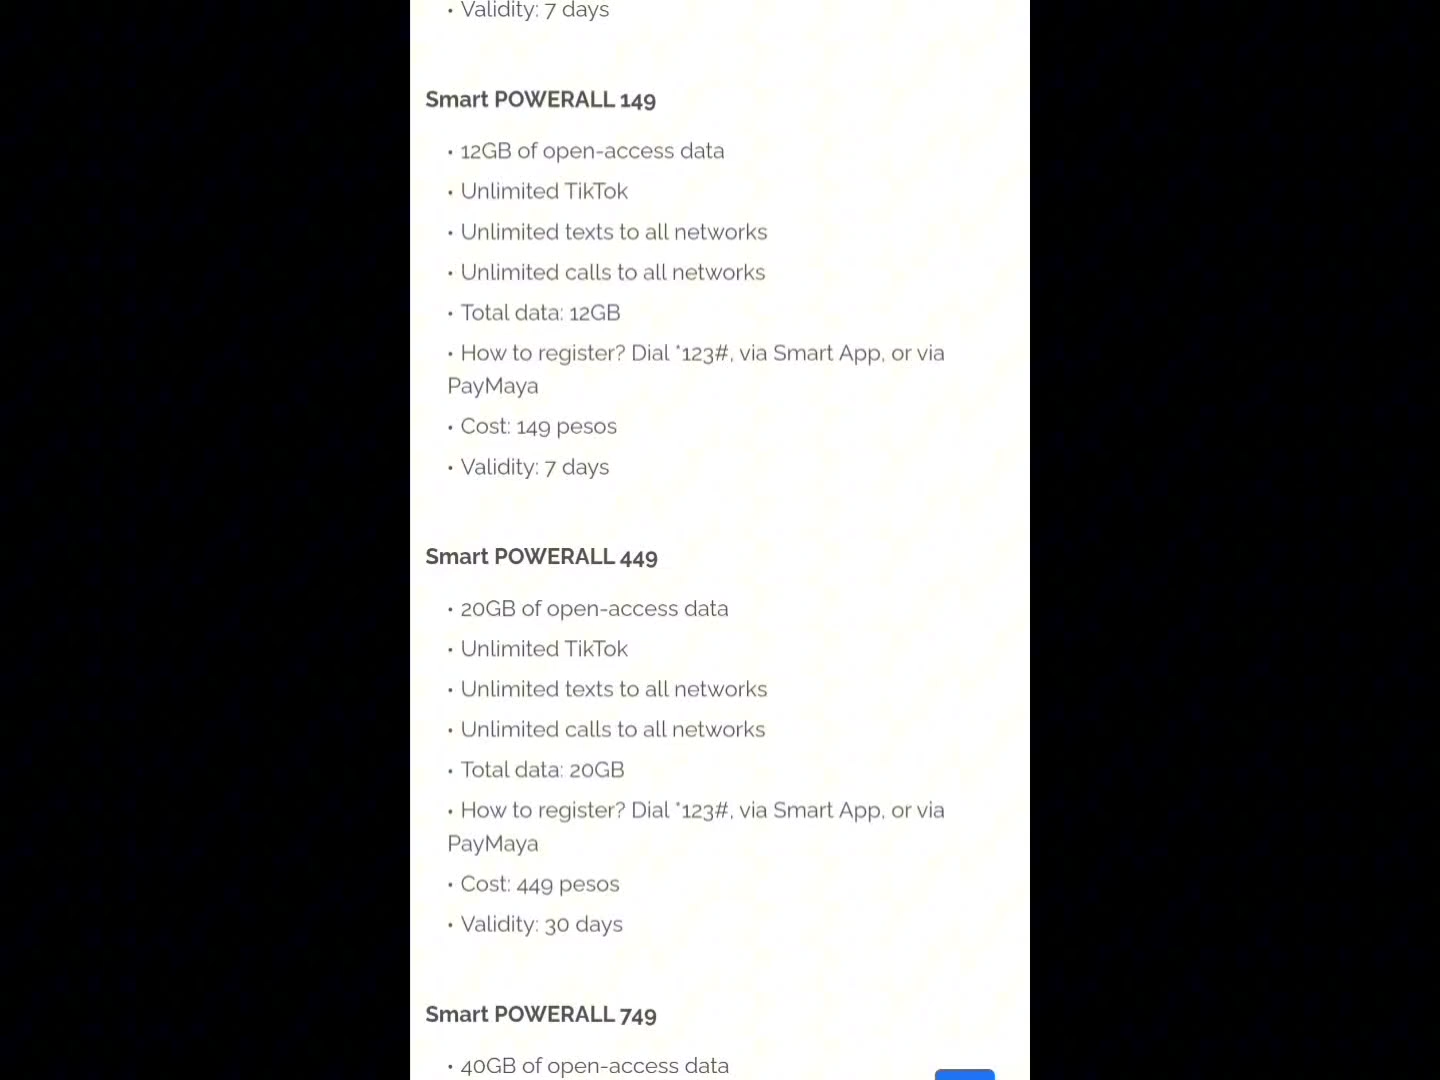 • Validity: 7 days
Smart POWERALL 149
• 12GB of open-access data
• Unlimited TikTok
• Unlimited texts to all networks
• Unlimited calls to all networks
• Total data: 12GB
• How to register? Dial *123#, via Smart App, or via
PayMaya
• Cost: 149 pesos
• Validity: 7 days
Smart POWERALL 449
• 20GB of open-access data
• Unlimited TikTok
• Unlimited texts to all networks
• Unlimited calls to all networks
• Total data: 20GB
• How to register? Dial *123#, via Smart App, or via
PayMaya
• Cost: 449 pesos
• Validity: 30 days
Smart POWERALL 749
• 40GB of open-access data